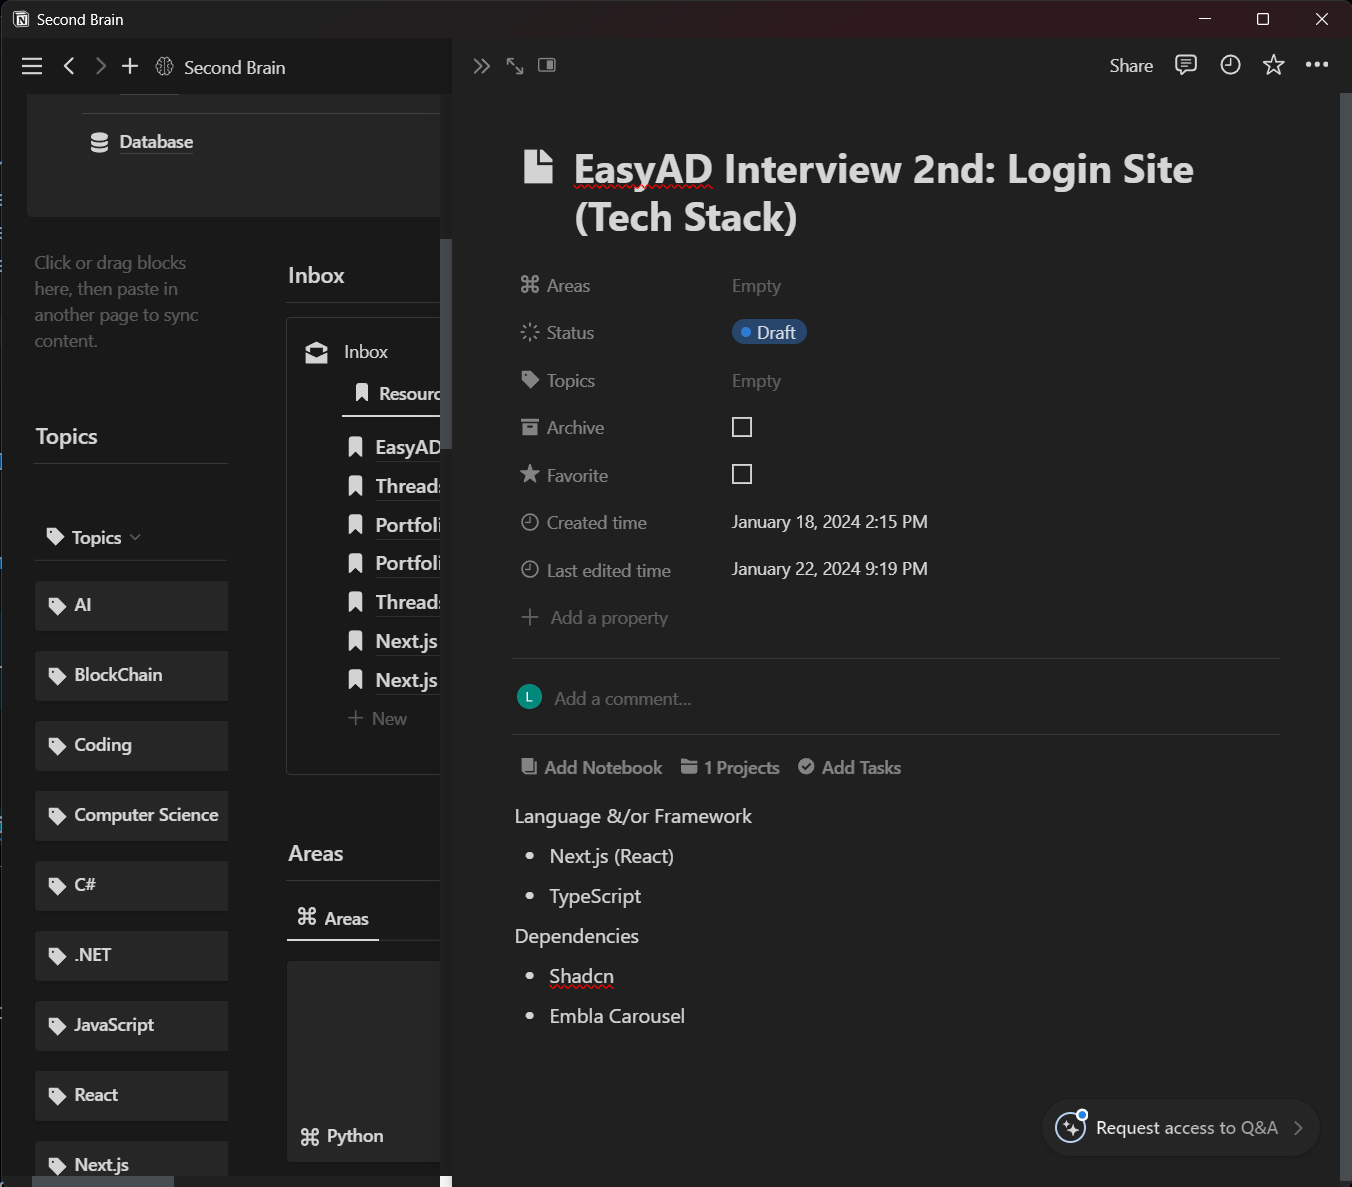 Second Brain
Second Brain
Database
Click or drag blocks
here, then paste in
another page to sync
content.
Topics
Topics
AI
BlockChain
Coding
Computer Science
C#
.NET
JavaScript
React
Next.js
Inbox
Inbox
Resourc
EasyAD
Threads
Portfoli
Portfoli
Threads
Next.js
Next.js
New
Areas
Areas
Python
Share
EasyAD Interview 2nd: Login Site
(Tech Stack)
Areas Empty
Status Draft
Topics Empty
Archive
Favorite
Created time January 18, 2024 2:15 PM
Last edited time January 22, 2024 9:19 PM
Add a property
L Add a comment...
Add Notebook 1 Projects Add Tasks
Language &/or Framework
• Next.js (React)
• TypeScript
Dependencies
• Shadcn
• Embla Carousel
Request access to Q&A